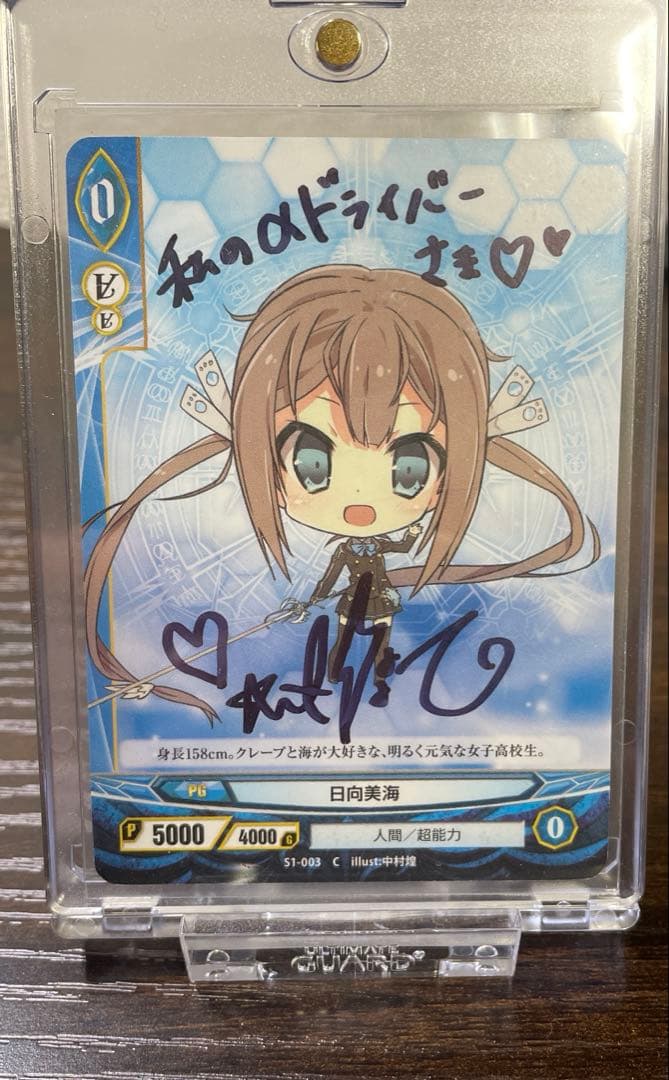 0
A
A
私のαドライバー
さま♡♥
♡
身長158cm。クレープと海が大好きな、明るく元気な女子高校生。
PG
日向美海
P 5000 / 4000 G
人間／超能力
0
S1-003 C illust:中村煌
ULTIMATE
GUARD